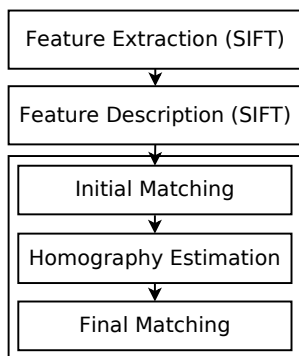 Feature Extraction (SIFT)
Feature Description (SIFT)
Initial Matching
Homography Estimation
Final Matching